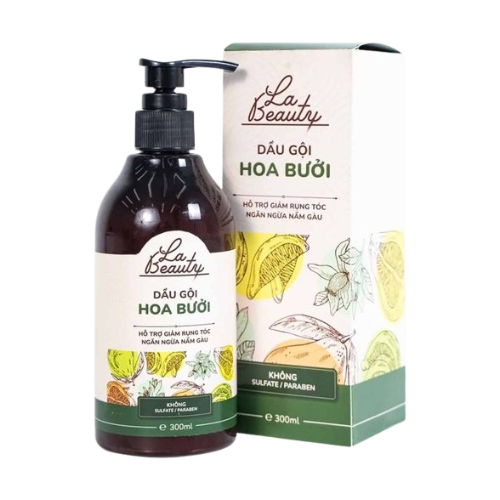 La
Beauty
DẦU GỘI
HOA BƯỞI
HỖ TRỢ GIẢM RỤNG TÓC
NGĂN NGỪA NẤM GÀU
KHÔNG
SULFATE / PARABEN
℮ 300ml
La
Beauty
DẦU GỘI
HOA BƯỞI
HỖ TRỢ GIẢM RỤNG TÓC
NGĂN NGỪA NẤM GÀU
KHÔNG
SULFATE / PARABEN
℮ 300ml